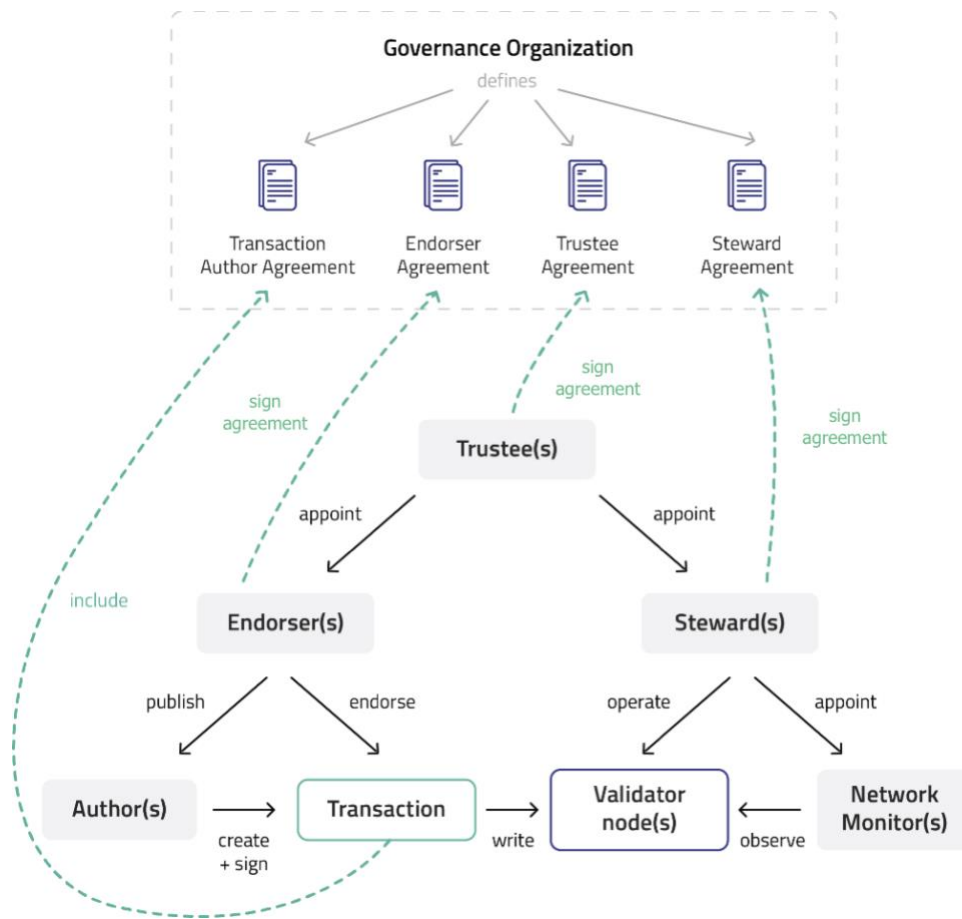 Governance Organization
defines
Transaction
Author Agreement
Endorser
Agreement
Trustee
Agreement
Steward
Agreement
sign
agreement
sign
agreement
sign
agreement
Trustee(s)
appoint
appoint
include
Endorser(s)
Steward(s)
publish
endorse
operate
appoint
Author(s)
create
+ sign
Transaction
write
Validator
node(s)
observe
Network
Monitor(s)